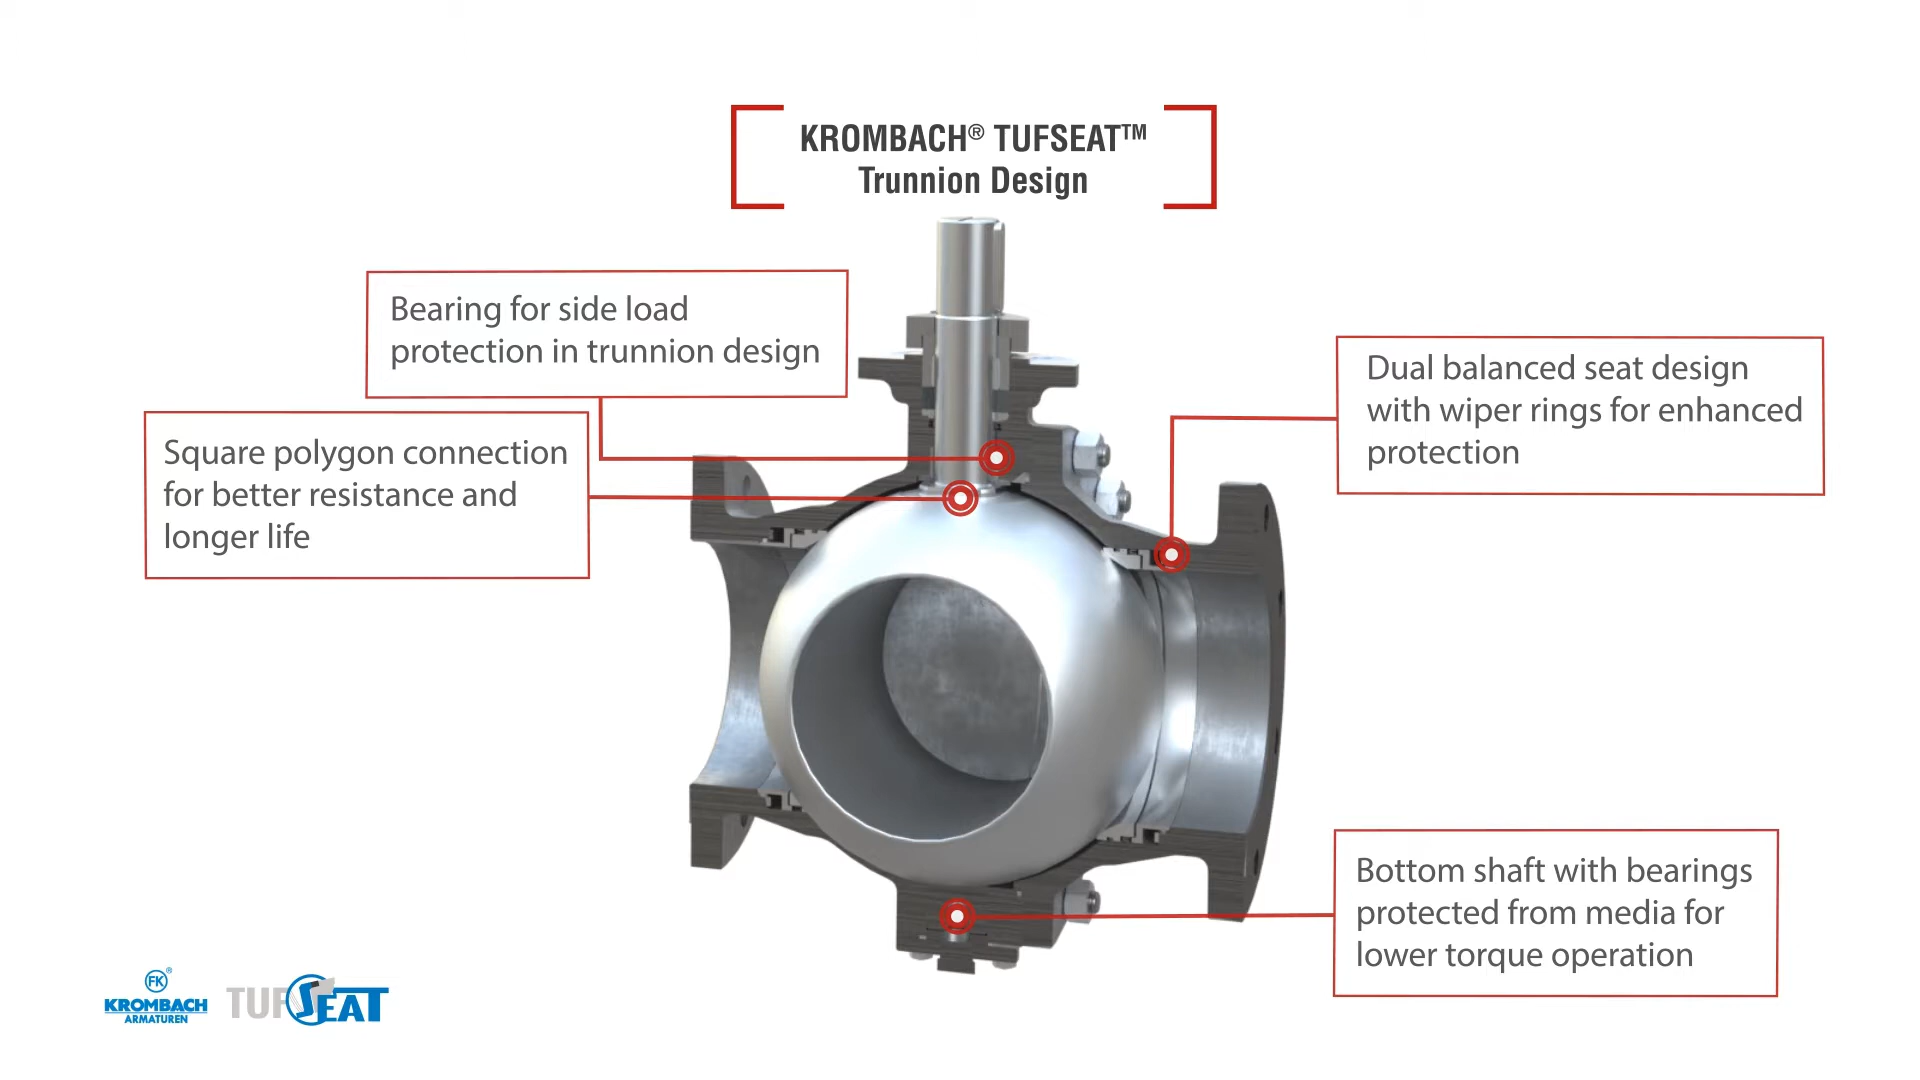 KROMBACH® TUFSEAT™
Trunnion Design
Bearing for side load
protection in trunnion design
Square polygon connection
for better resistance and
longer life
Dual balanced seat design
with wiper rings for enhanced
protection
Bottom shaft with bearings
protected from media for
lower torque operation
FK®
KROMBACH
ARMATUREN
TUFSEAT